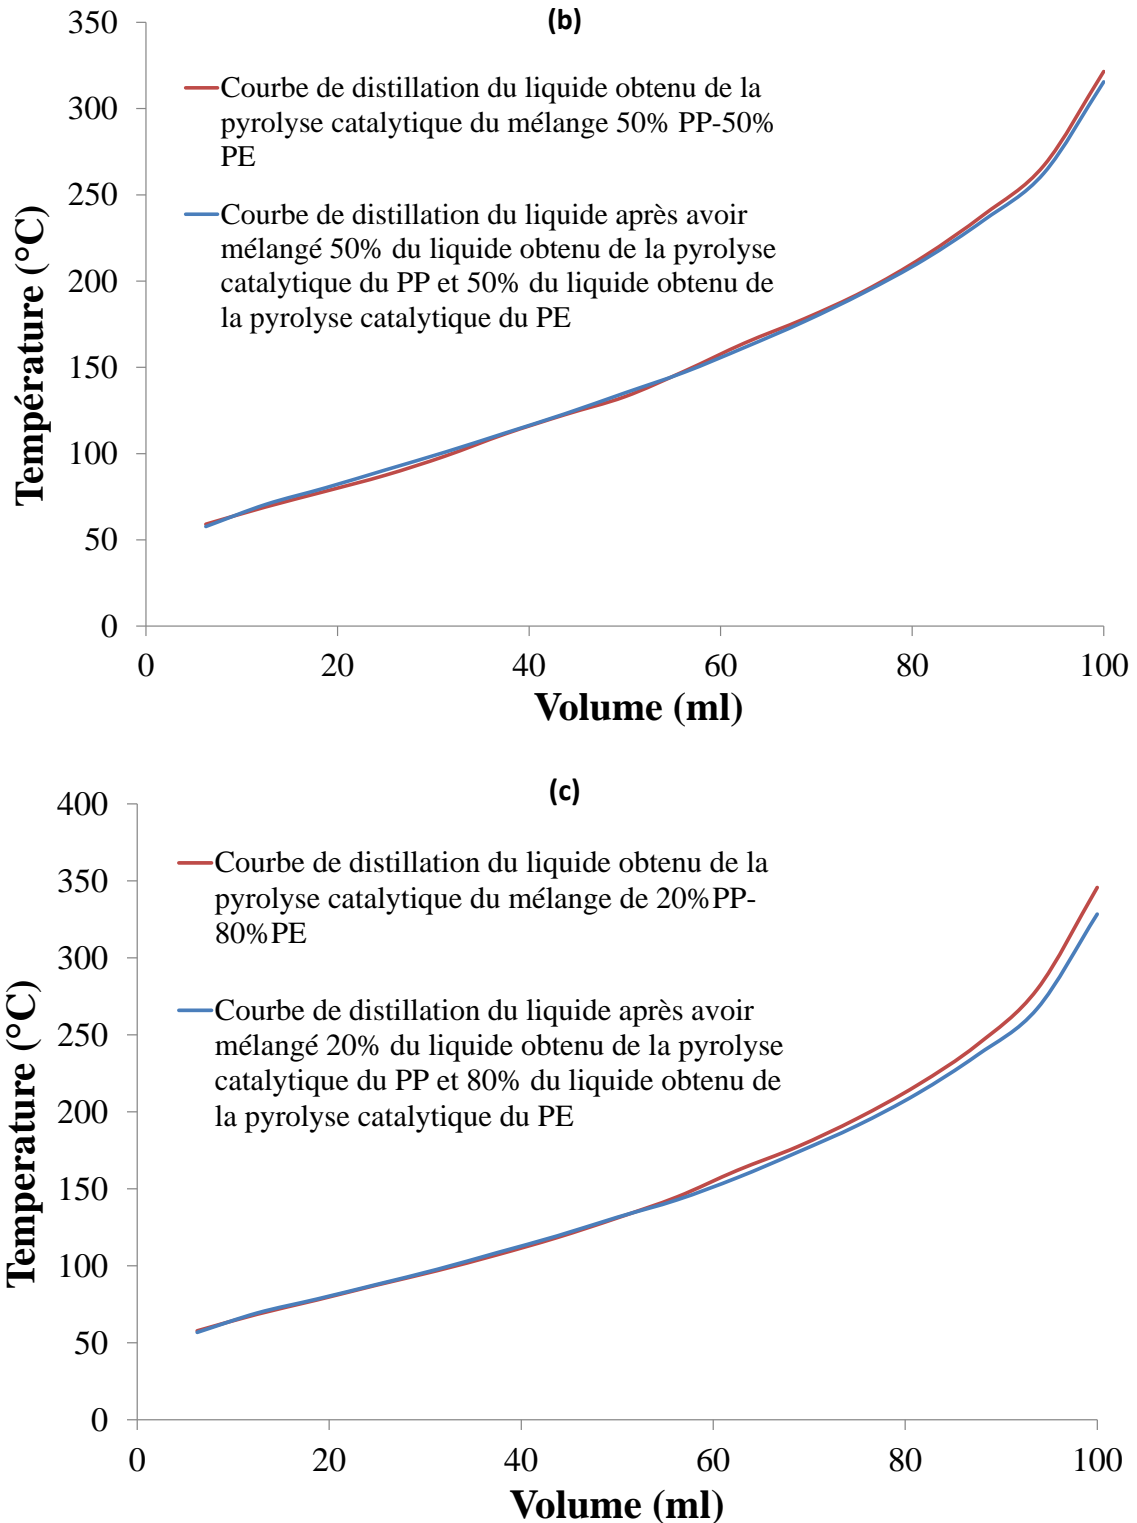 (b)
350
300
250
200
150
100
50
0
Température (°C)
Courbe de distillation du liquide obtenu de la
pyrolyse catalytique du mélange 50% PP-50%
PE
Courbe de distillation du liquide après avoir
mélangé 50% du liquide obtenu de la pyrolyse
catalytique du PP et 50% du liquide obtenu de
la pyrolyse catalytique du PE
0 20 40 60 80 100
Volume (ml)
(c)
400
350
300
250
200
150
100
50
0
Temperature (°C)
Courbe de distillation du liquide obtenu de la
pyrolyse catalytique du mélange de 20%PP-
80%PE
Courbe de distillation du liquide après avoir
mélangé 20% du liquide obtenu de la pyrolyse
catalytique du PP et 80% du liquide obtenu de
la pyrolyse catalytique du PE
0 20 40 60 80 100
Volume (ml)